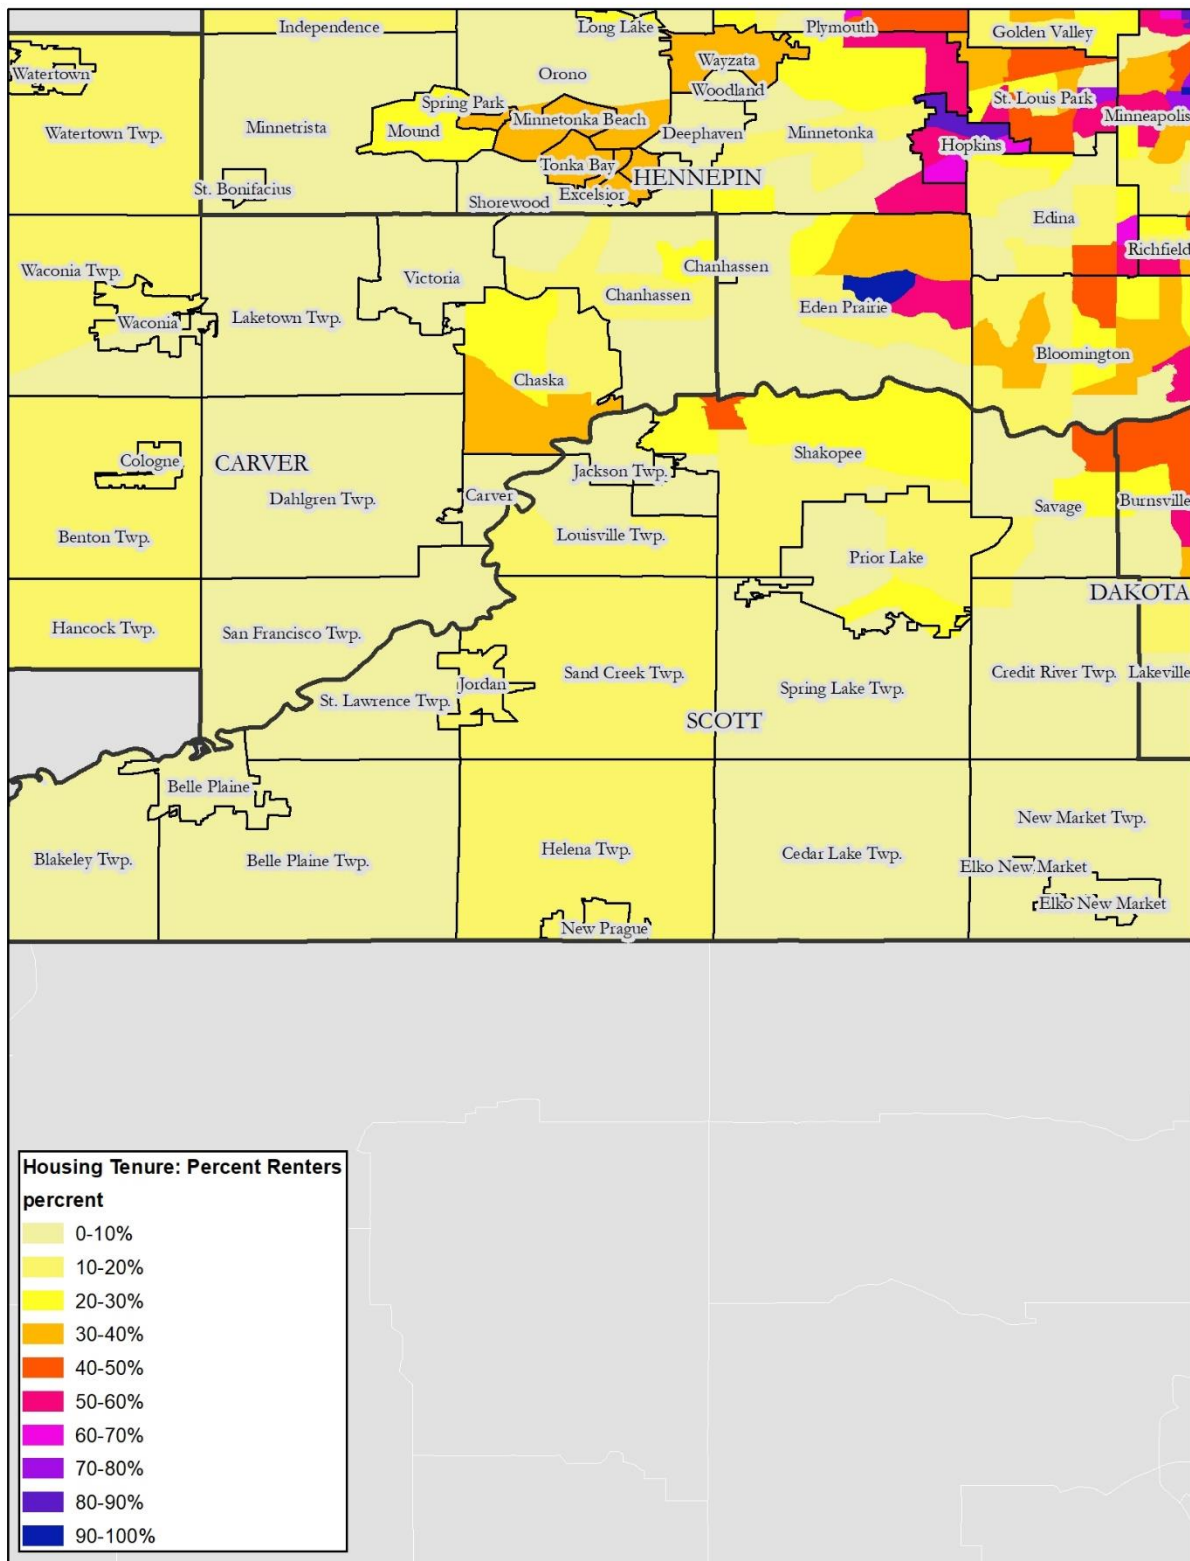 Independence
Long Lake
Plymouth
Golden Valley
Watertown
Orono
Wayzata
Woodland
St. Louis Park
Spring Park
Minnetonka Beach
Minneapolis
Watertown Twp.
Minnetrista
Mound
Deephaven
Minnetonka
Hopkins
Tonka Bay
St. Bonifacius
HENNEPIN
Excelsior
Shorewood
Edina
Richfield
Waconia Twp.
Victoria
Chanhassen
Chanhassen
Waconia
Laketown Twp.
Eden Prairie
Bloomington
Chaska
Cologne
CARVER
Shakopee
Jackson Twp.
Dahlgren Twp.
Carver
Savage
Burnsville
Benton Twp.
Louisville Twp.
Prior Lake
DAKOTA
Hancock Twp.
San Francisco Twp.
Sand Creek Twp.
Credit River Twp.
Lakeville
Jordan
Spring Lake Twp.
St. Lawrence Twp.
SCOTT
Belle Plaine
New Market Twp.
Blakeley Twp.
Belle Plaine Twp.
Helena Twp.
Cedar Lake Twp.
Elko New Market
Elko New Market
New Prague
Housing Tenure: Percent Renters
percrent
0-10%
10-20%
20-30%
30-40%
40-50%
50-60%
60-70%
70-80%
80-90%
90-100%